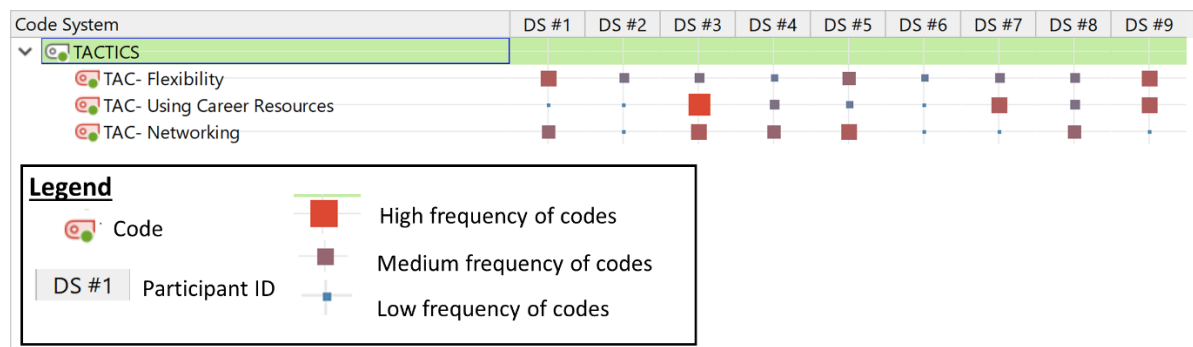 Code System DS #1 DS #2 DS #3 DS #4 DS #5 DS #6 DS #7 DS #8 DS #9
TACTICS
TAC- Flexibility
TAC- Using Career Resources
TAC- Networking
Legend
Code
DS #1 Participant ID
High frequency of codes
Medium frequency of codes
Low frequency of codes